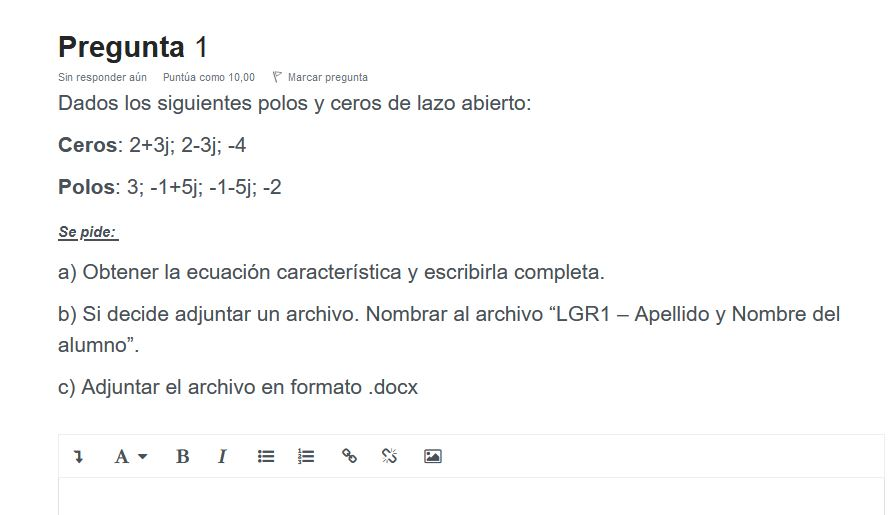 Pregunta 1
Sin responder aún Puntúa como 10,00 Marcar pregunta
Dados los siguientes polos y ceros de lazo abierto:
Ceros: 2+3j; 2-3j; -4
Polos: 3; -1+5j; -1-5j; -2
Se pide:
a) Obtener la ecuación característica y escribirla completa.
b) Si decide adjuntar un archivo. Nombrar al archivo “LGR1 – Apellido y Nombre del
alumno”.
c) Adjuntar el archivo en formato .docx
A B I